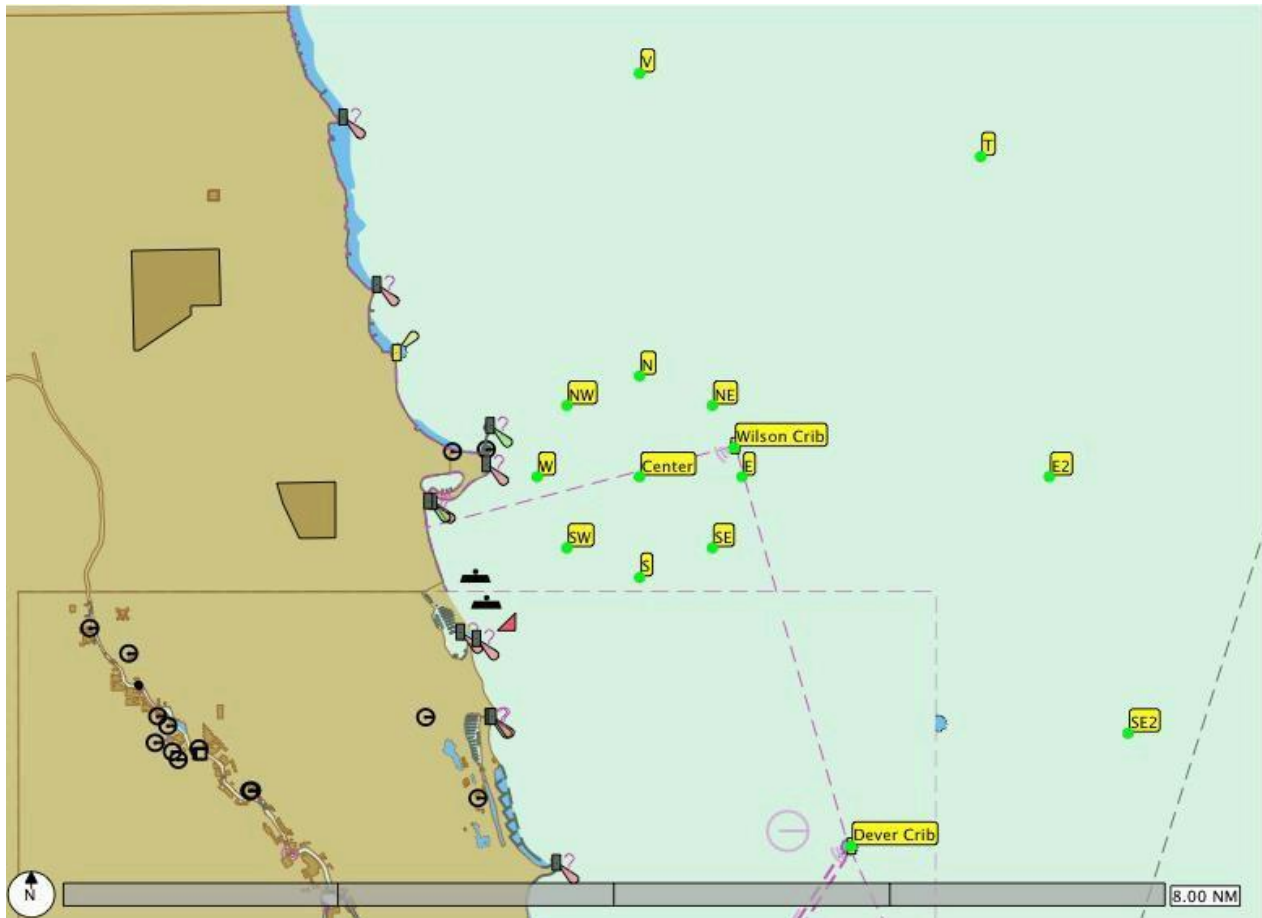 V
T
N
NW
NE
Wilson Crib
W
Center
E
E2
SW
SE
S
SE2
Dever Crib
N
8.00 NM